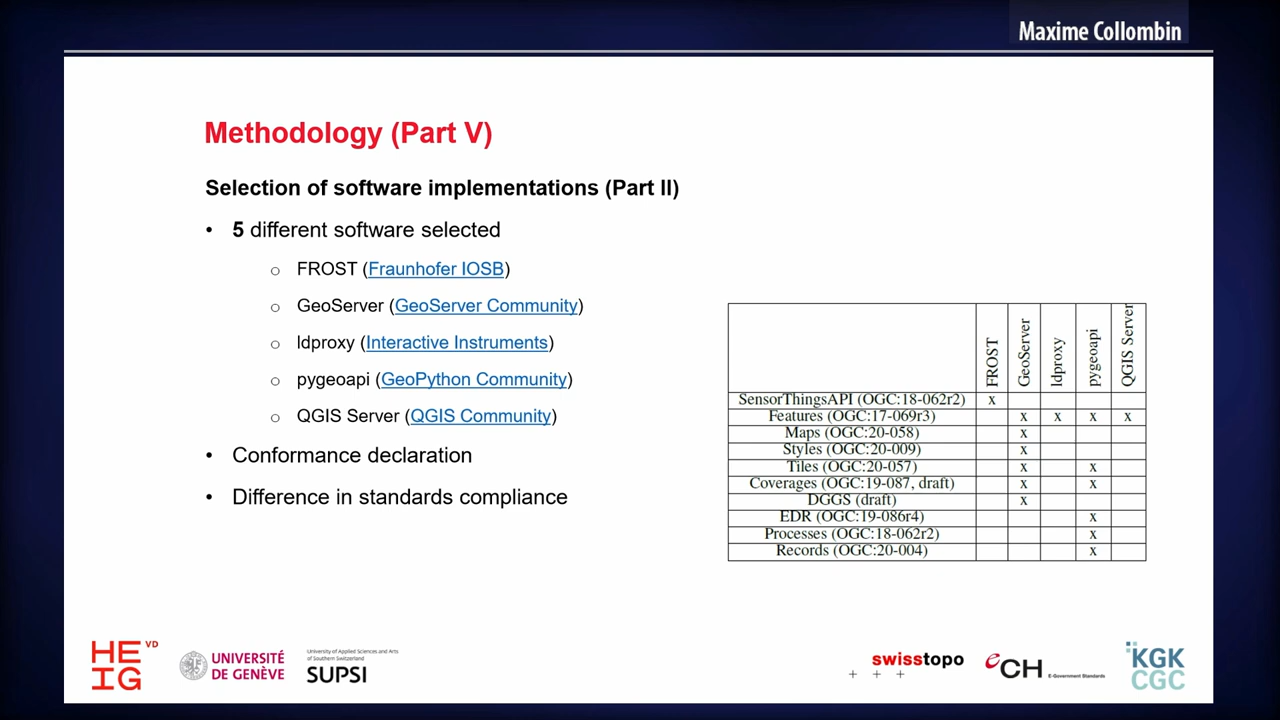 Maxime Collombin
Methodology (Part V)
Selection of software implementations (Part II)
• 5 different software selected
o FROST (Fraunhofer IOSB)
o GeoServer (GeoServer Community)
o ldproxy (Interactive Instruments)
o pygeoapi (GeoPython Community)
o QGIS Server (QGIS Community)
• Conformance declaration
• Difference in standards compliance
FROST GeoServer ldproxy pygeoapi QGIS Server
SensorThingsAPI (OGC:18-062r2) x
Features (OGC:17-069r3) x x x x
Maps (OGC:20-058) x
Styles (OGC:20-009) x
Tiles (OGC:20-057) x x
Coverages (OGC:19-087, draft) x x
DGGS (draft) x
EDR (OGC:19-086r4) x
Processes (OGC:18-062r2) x
Records (OGC:20-004) x
HE
IG
VD
UNIVERSITÉ
DE GENÈVE
University of Applied Sciences and Arts
of Southern Switzerland
SUPSI
swisstopo
eCH
E-Government Standards
KGK
CGC